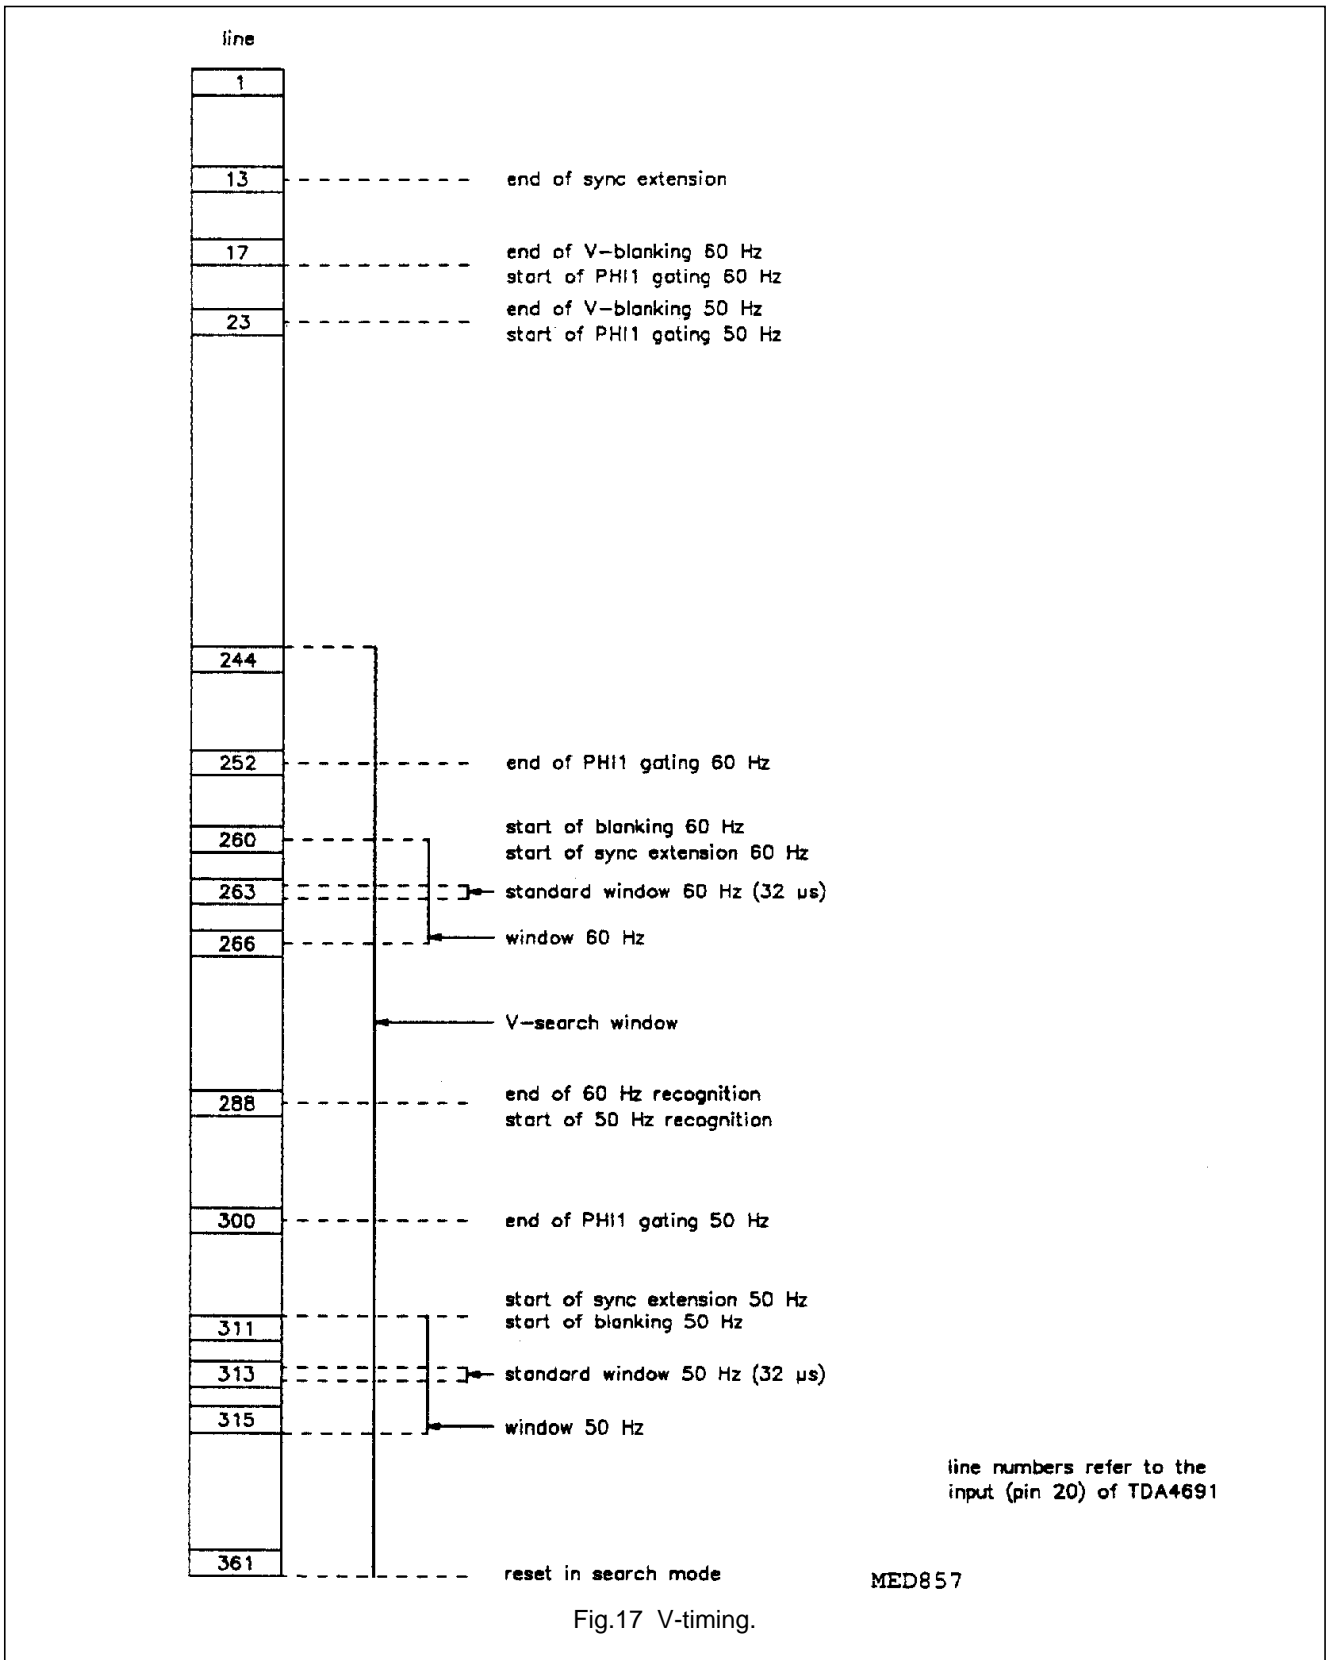 line
1
13
end of sync extension
17
end of V-blanking 60 Hz
start of PHI1 gating 60 Hz
23
end of V-blanking 50 Hz
start of PHI1 gating 50 Hz
244
252
end of PHI1 gating 60 Hz
260
start of blanking 60 Hz
start of sync extension 60 Hz
263
standard window 60 Hz (32 µs)
266
window 60 Hz
V-search window
288
end of 60 Hz recognition
start of 50 Hz recognition
300
end of PHI1 gating 50 Hz
start of sync extension 50 Hz
311
start of blanking 50 Hz
313
standard window 50 Hz (32 µs)
315
window 50 Hz
line numbers refer to the
input (pin 20) of TDA4691
361
reset in search mode
MED857
Fig.17 V-timing.